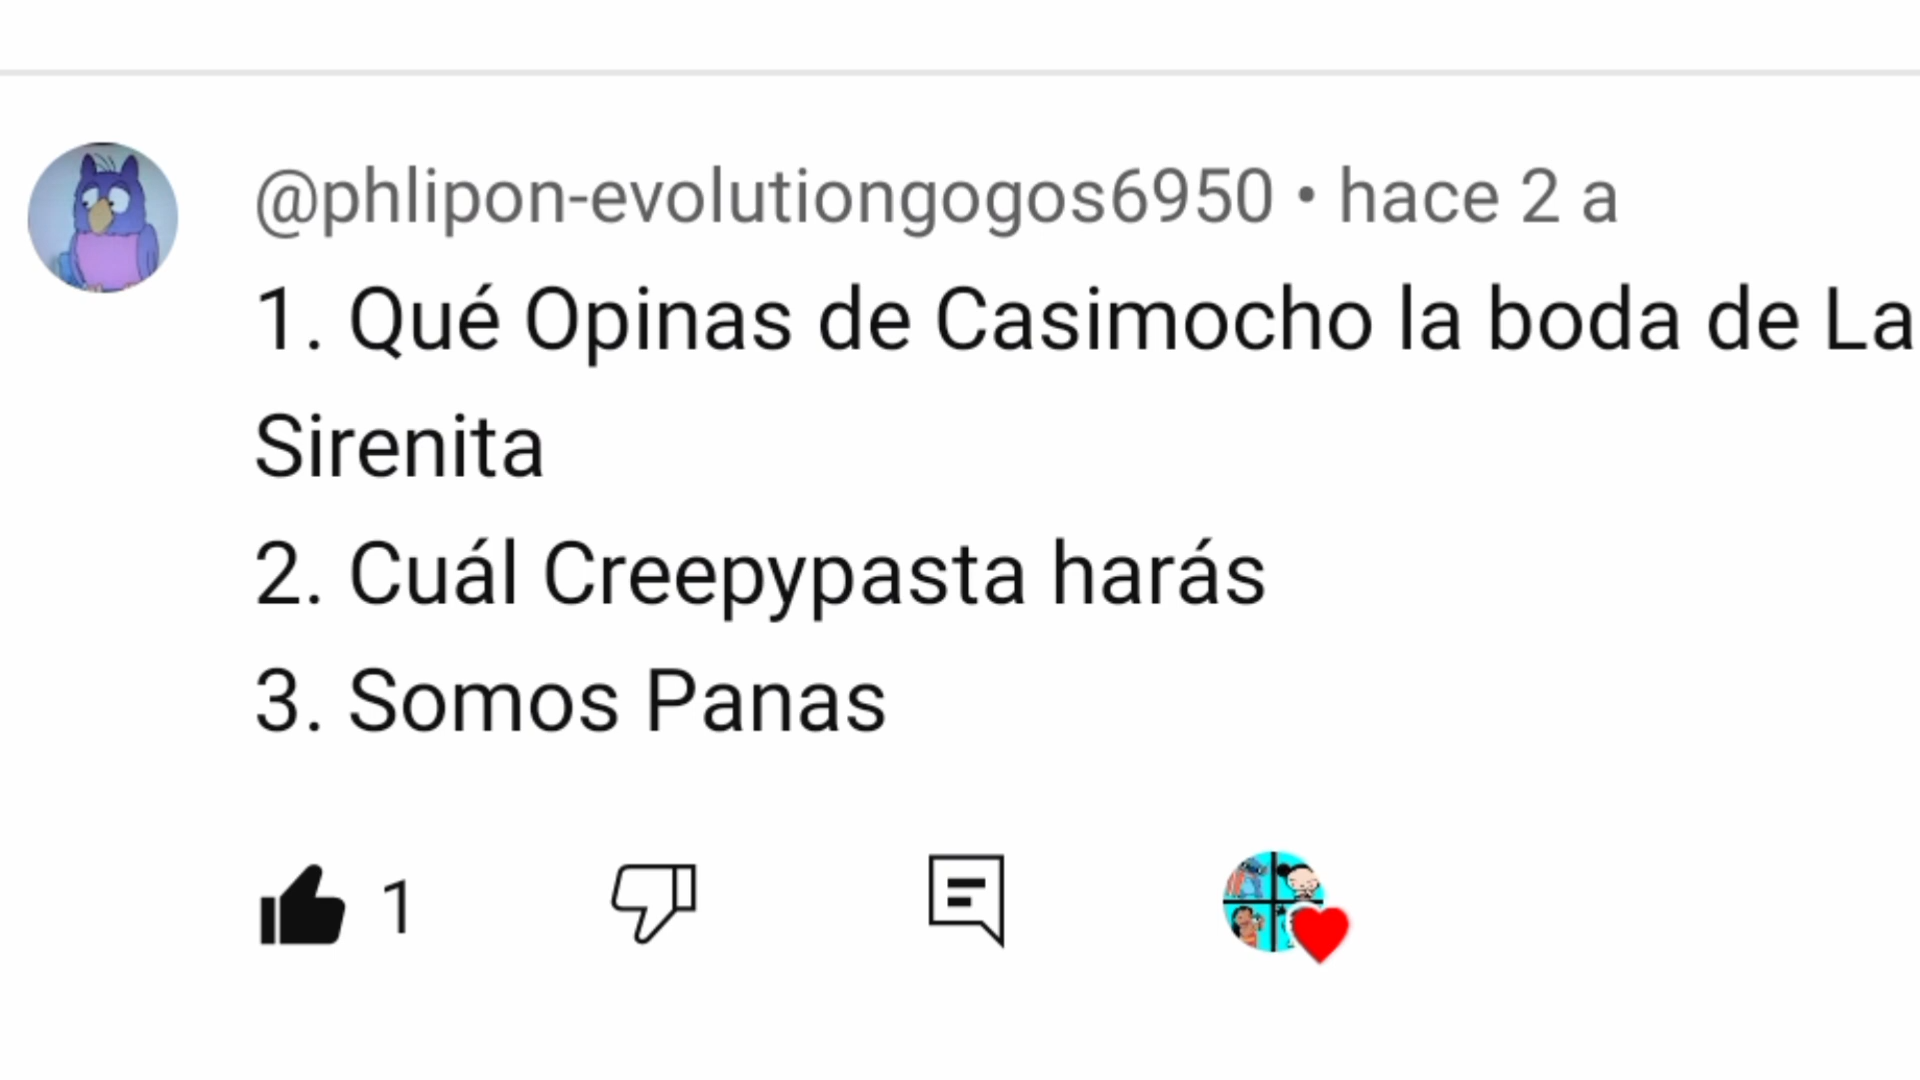 @phlipon-evolutiongogos6950 • hace 2 a
1. Qué Opinas de Casimocho la boda de La
Sirenita
2. Cuál Creepypasta harás
3. Somos Panas
1